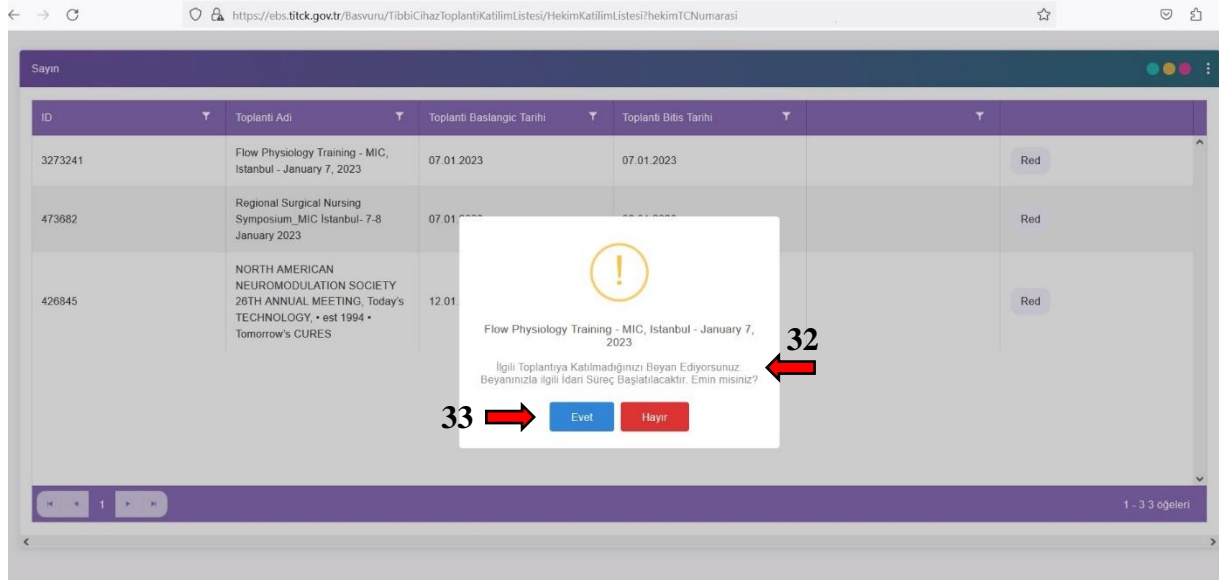 https://ebs.titck.gov.tr/Basvuru/TibbiCihazToplantiKatilimListesi/HekimKatilimListesi?hekimTCNumarasi
Sayın
ID
Toplanti Adi
Toplanti Baslangic Tarihi
Toplanti Bitis Tarihi
3273241
Flow Physiology Training - MIC,
Istanbul - January 7, 2023
07.01.2023
07.01.2023
Red
473682
Regional Surgical Nursing
Symposium_MIC İstanbul- 7-8
January 2023
07.01.
Red
426845
NORTH AMERICAN
NEUROMODULATION SOCIETY
26TH ANNUAL MEETING, Today's
TECHNOLOGY, • est 1994 •
Tomorrow's CURES
12.01.
Red
!
Flow Physiology Training - MIC, Istanbul - January 7,
2023
32
İlgili Toplantıya Katılmadığınızı Beyan Ediyorsunuz.
Beyanınızla ilgili İdari Süreç Başlatılacaktır. Emin misiniz?
33
Evet
Hayır
1
1 - 3 3 öğeleri